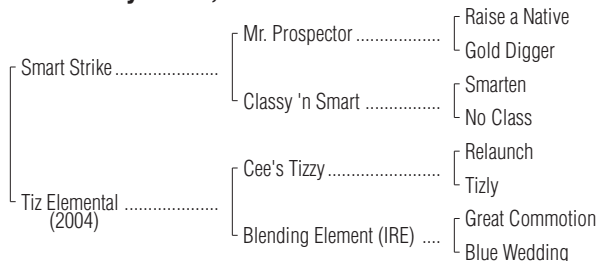 Raise a Native
Mr. Prospector ..................
Gold Digger
Smart Strike ......................
Smarten
Classy 'n Smart ................
No Class
Relaunch
Cee's Tizzy ........................
Tizly
Tiz Elemental ....................
(2004)
Great Commotion
Blending Element (IRE) ....
Blue Wedding